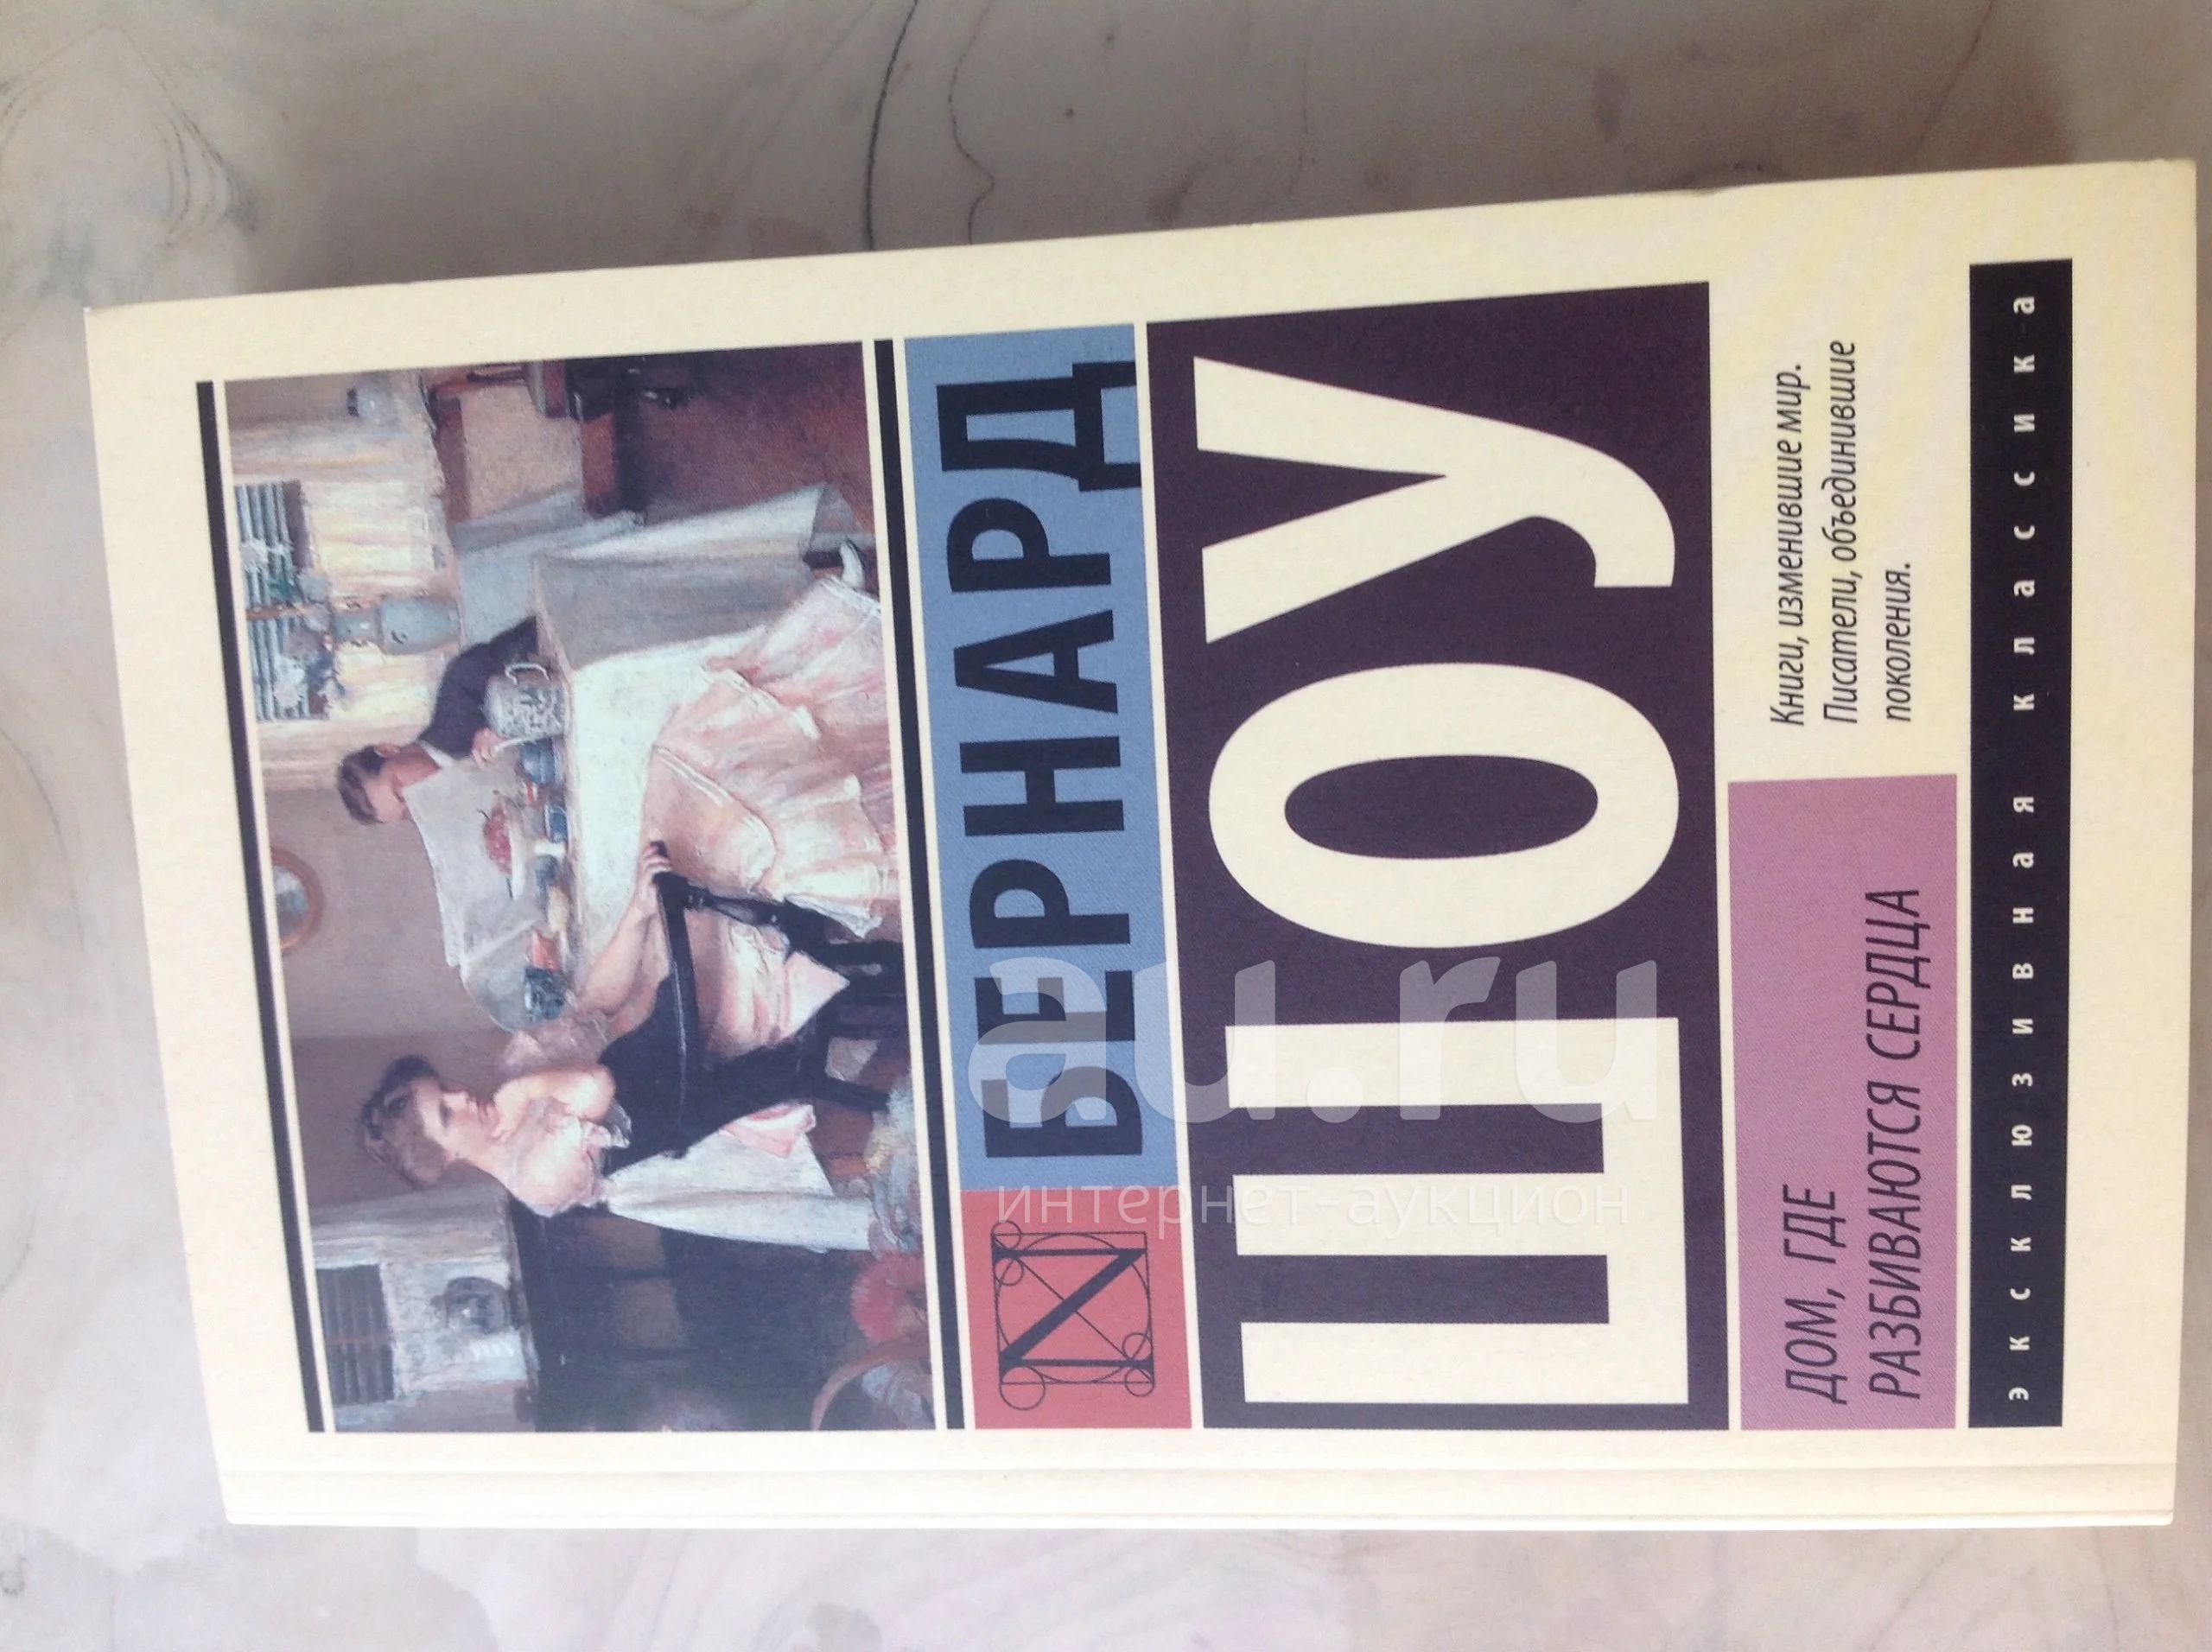 БЕРНАРД
ШОУ
ДОМ, ГДЕ
РАЗБИВАЮТСЯ СЕРДЦА
Книги, изменившие мир.
Писатели, объединившие
поколения.
эксклюзивная классика
au.ru
интернет-аукцион